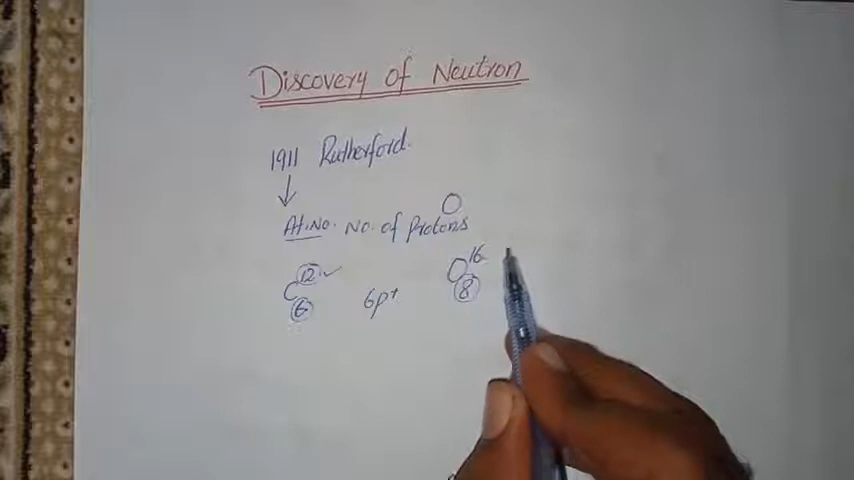 Discovery of Neutron
1911 Rutherford.
↓
At.No. No. of Protons O
C 12 ✓ 6 6p+ O 16 8